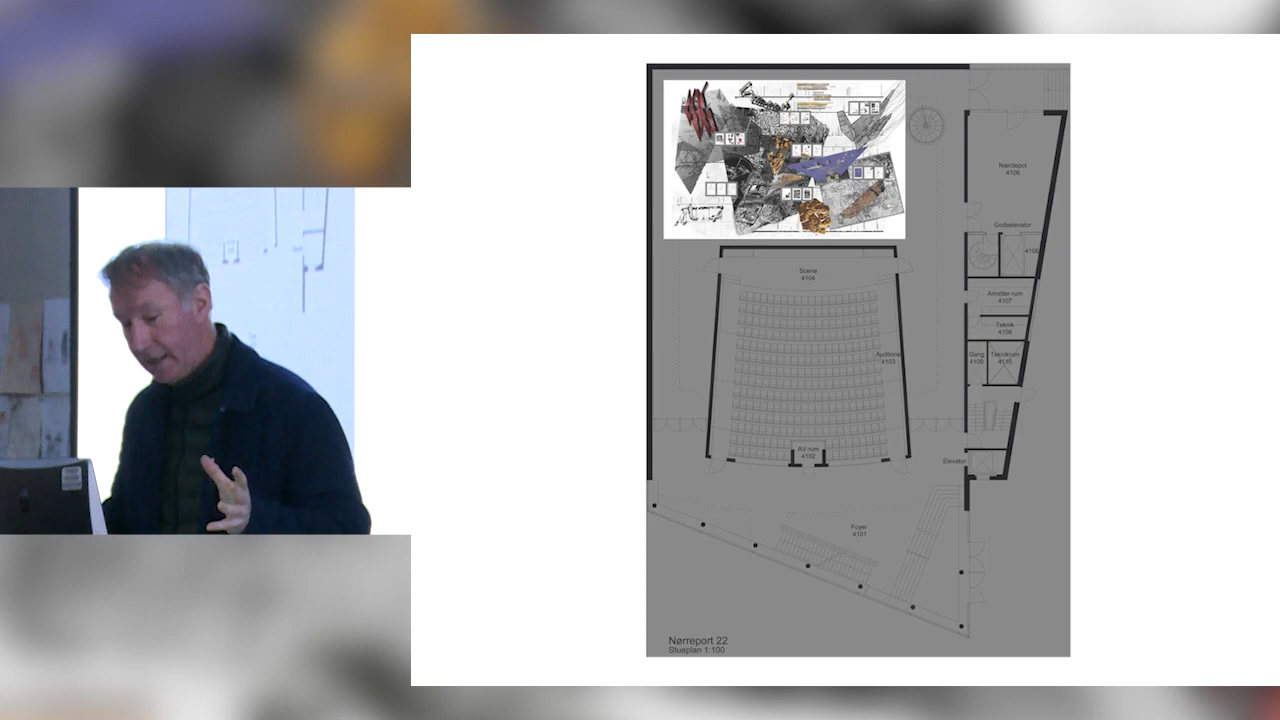 Nærdepot
4106
Godselevator
Scene
4104
Anretter-rum
4107
Teknik
4108
Auditorie
4103
Gang
4109
Teknikrum
4110
AV-rum
4102
Elevator
Foyer
4101
Nørreport 22
Stueplan 1:100